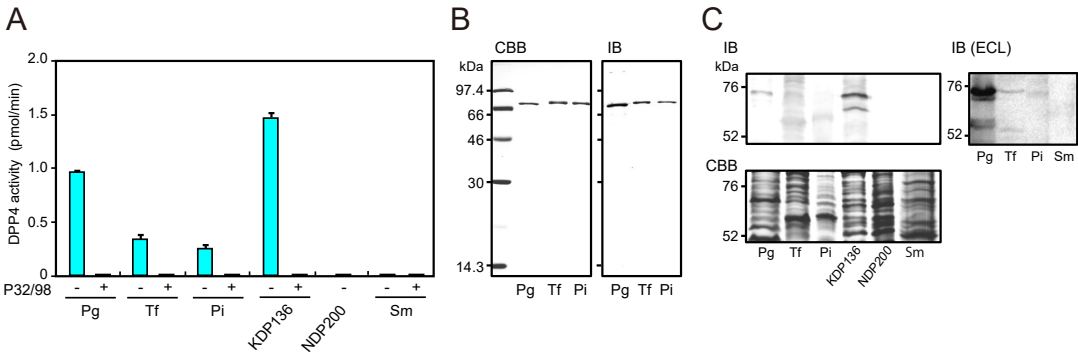 A
DPP4 activity (pmol/min)
2.0
1.5
1.0
0.5
0
P32/98 - + - + - + - + - - +
Pg Tf Pi KDP136 NDP200 Sm
B
CBB IB
kDa
97.4
66
46
30
14.3
Pg Tf Pi Pg Tf Pi
C
IB
kDa
76
52
CBB
76
52
Pg Tf Pi KDP136 NDP200 Sm
IB (ECL)
76
52
Pg Tf Pi Sm